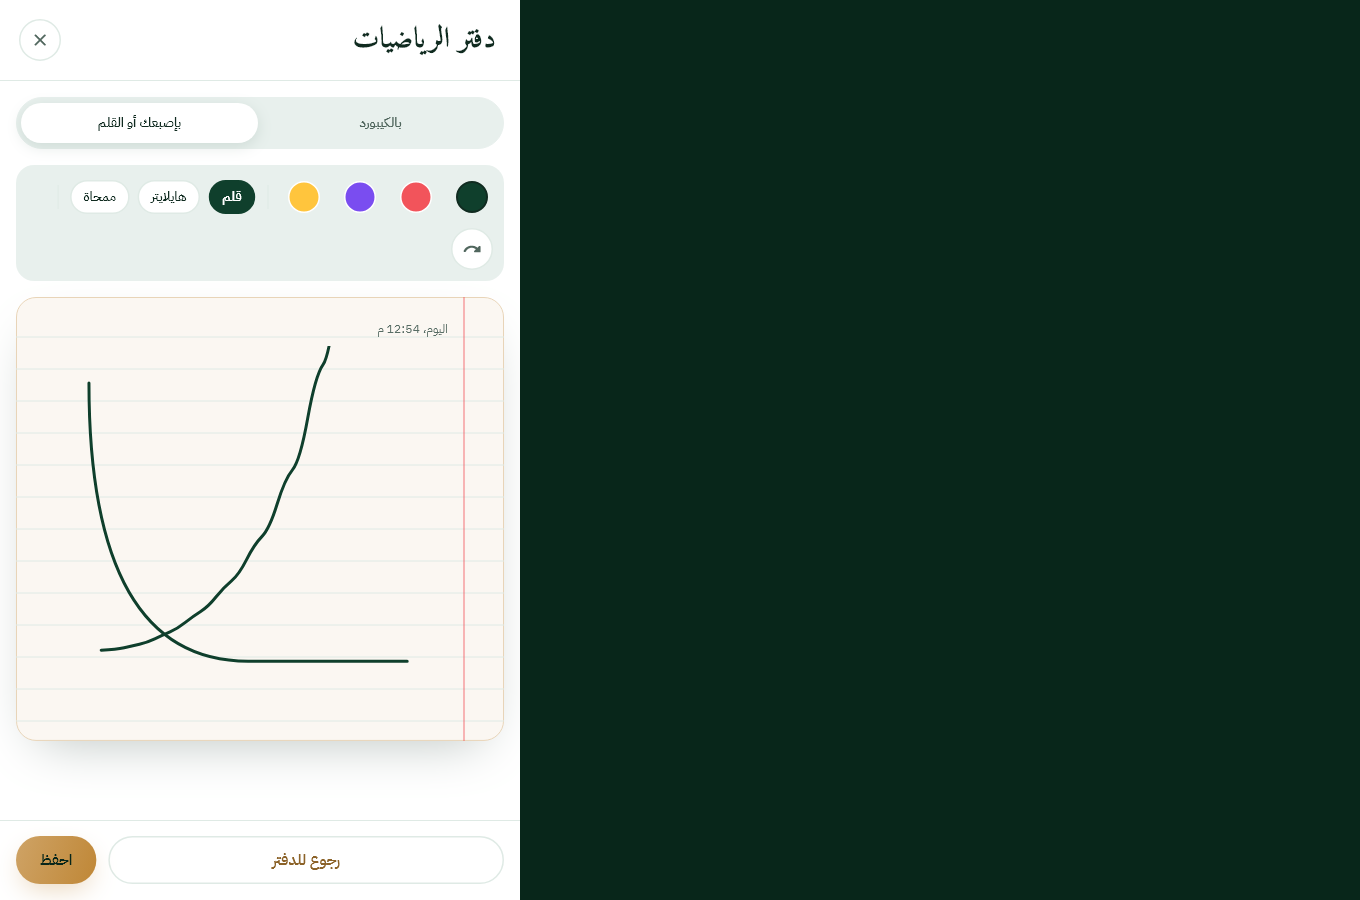 دفتر الرياضيات
بالكيبورد
بإصبعك أو القلم
قلم
هايلايتر
ممحاة
اليوم، 12:54 م
رجوع للدفتر
احفظ